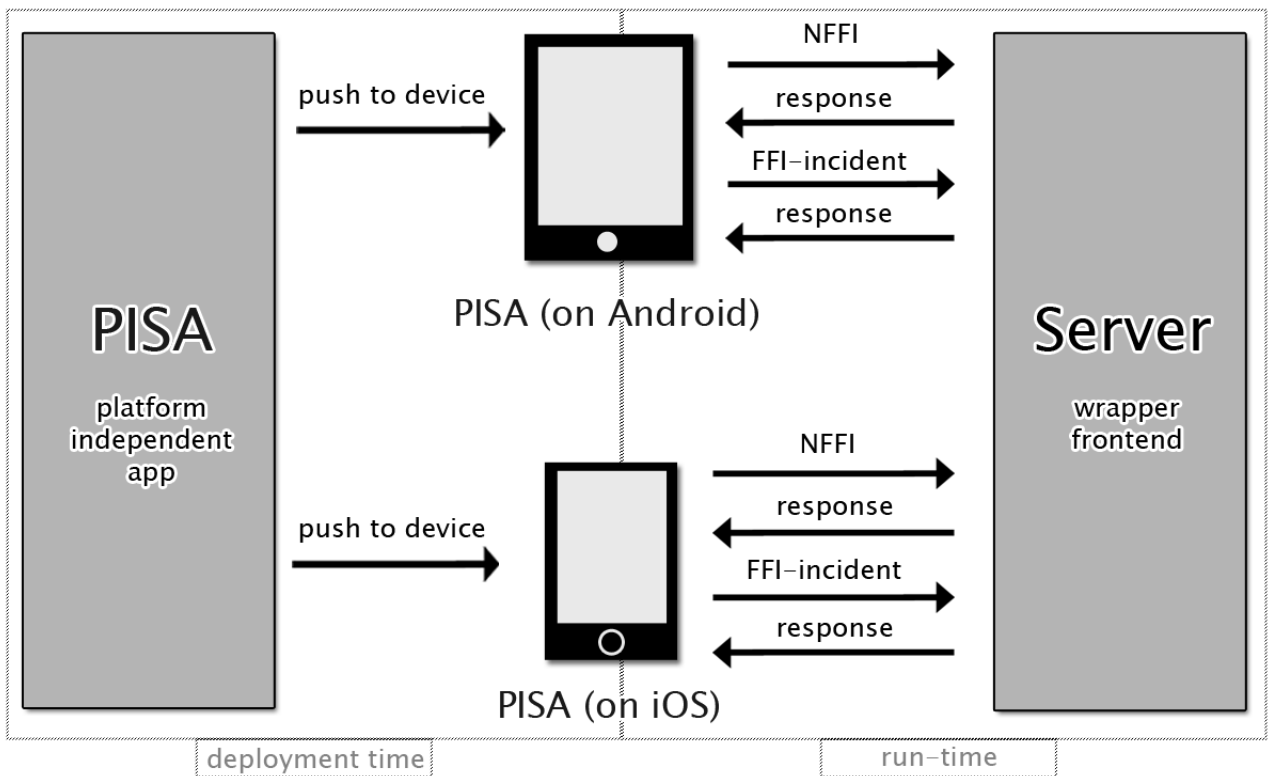 PISA
platform
independent
app
push to device
push to device
PISA (on Android)
PISA (on iOS)
NFFI
response
FFI-incident
response
NFFI
response
FFI-incident
response
Server
wrapper
frontend
deployment time
run-time